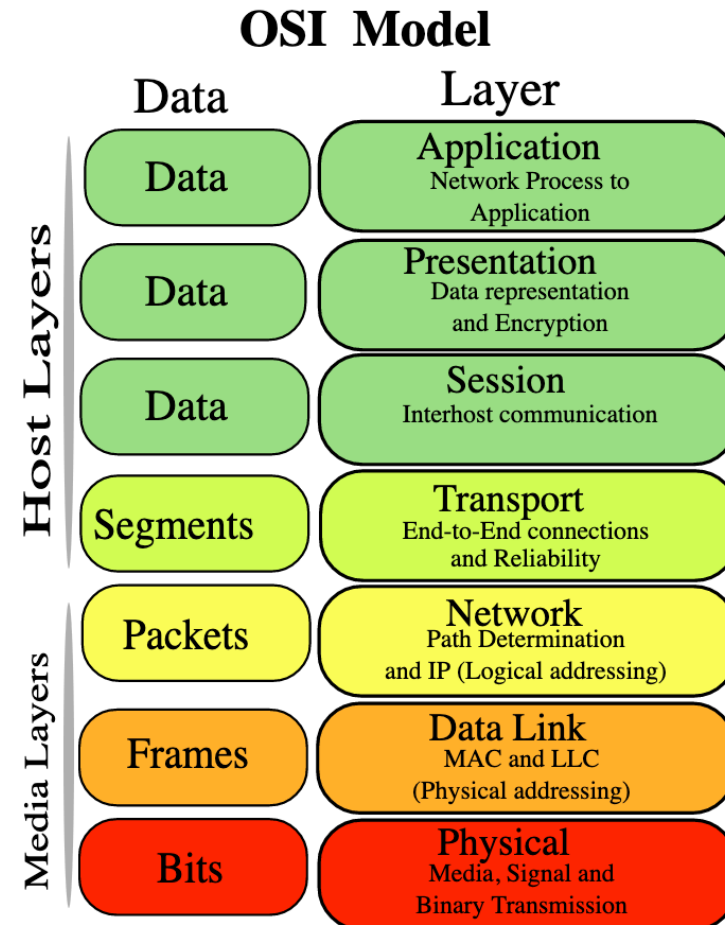 OSI Model
Data
Layer
Host Layers
Data
Application
Network Process to
Application
Data
Presentation
Data representation
and Encryption
Data
Session
Interhost communication
Segments
Transport
End-to-End connections
and Reliability
Media Layers
Packets
Network
Path Determination
and IP (Logical addressing)
Frames
Data Link
MAC and LLC
(Physical addressing)
Bits
Physical
Media, Signal and
Binary Transmission